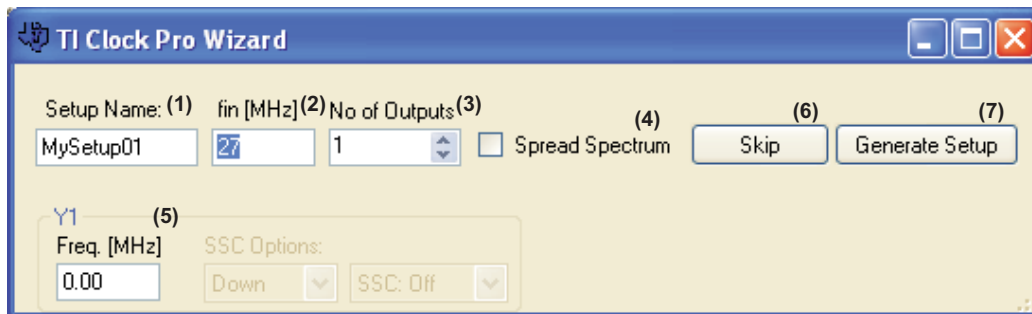 TI Clock Pro Wizard
Setup Name: (1) fin [MHz] (2) No of Outputs (3)
MySetup01 27 1 Spread Spectrum (4) Skip (6) Generate Setup (7)
Y1 (5)
Freq. [MHz] SSC Options:
0.00 Down SSC: Off